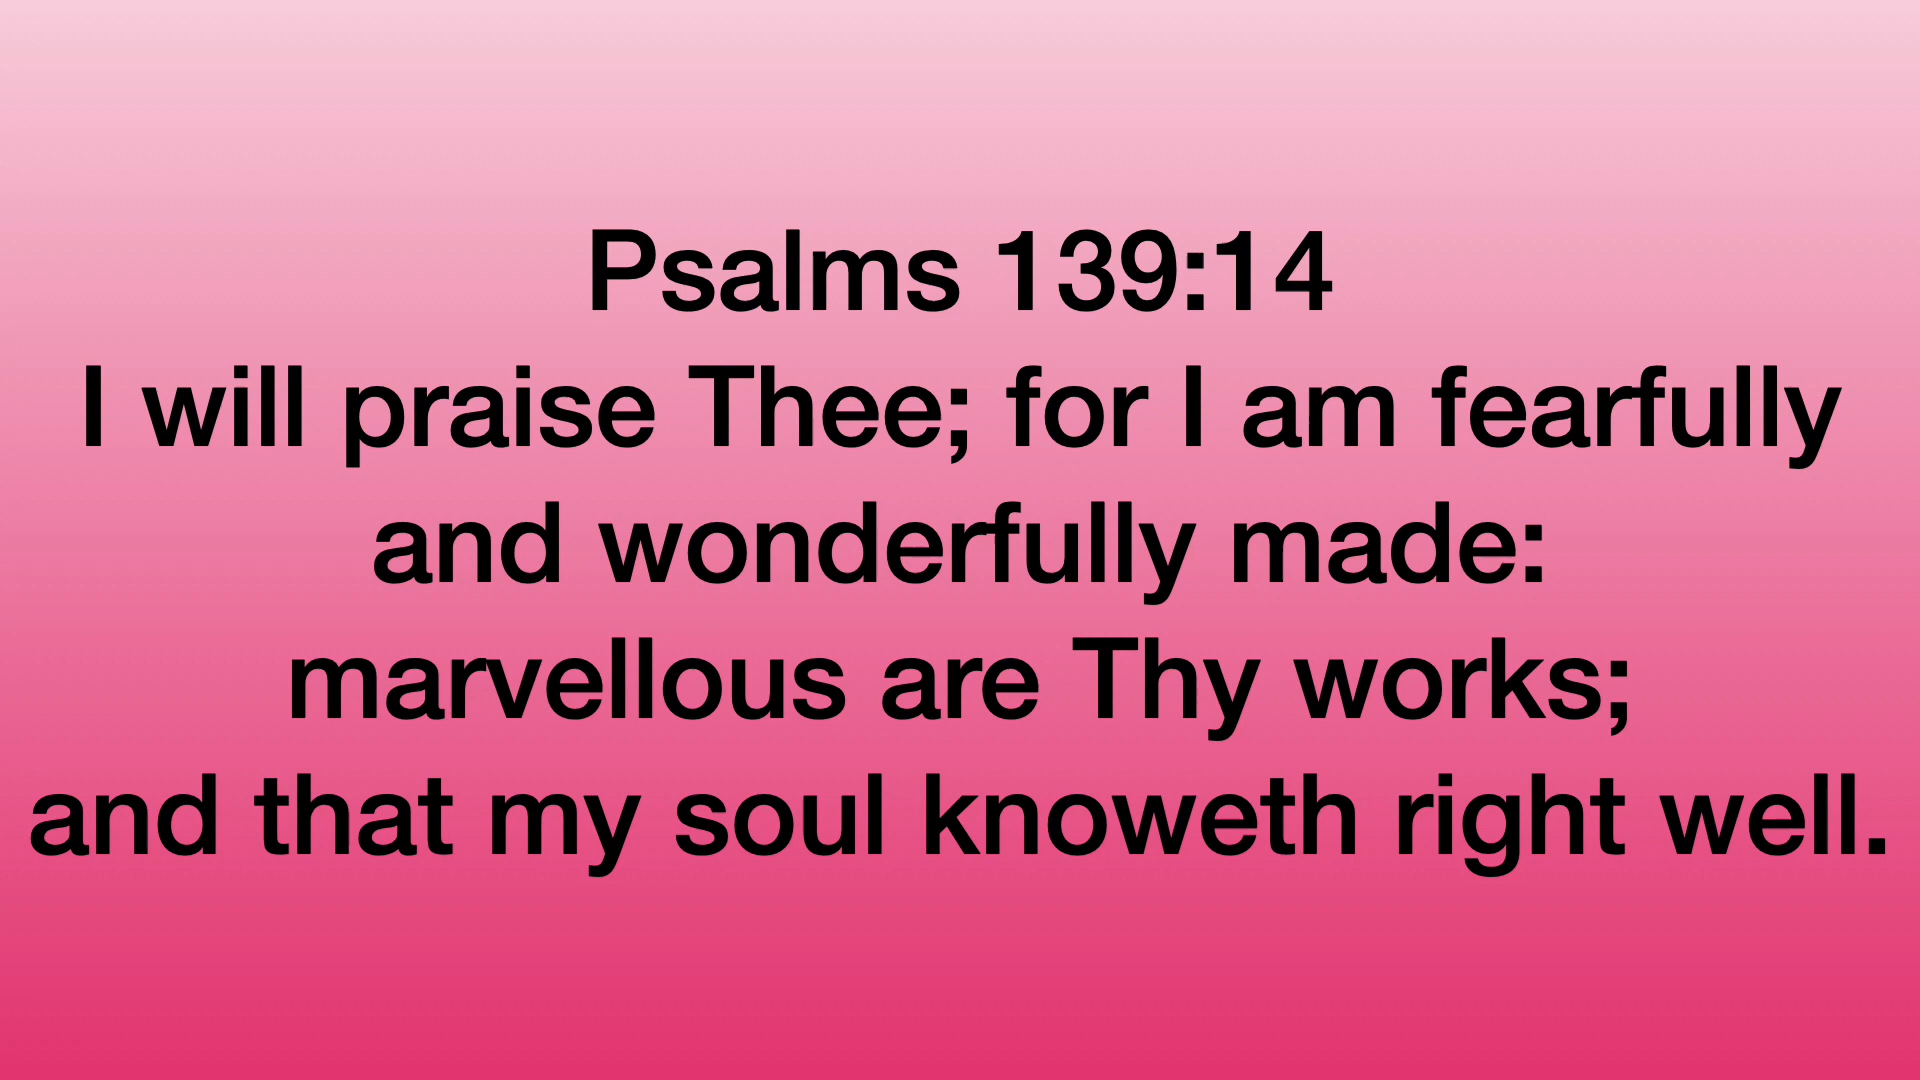 Psalms 139:14
I will praise Thee; for I am fearfully
and wonderfully made:
marvellous are Thy works;
and that my soul knoweth right well.